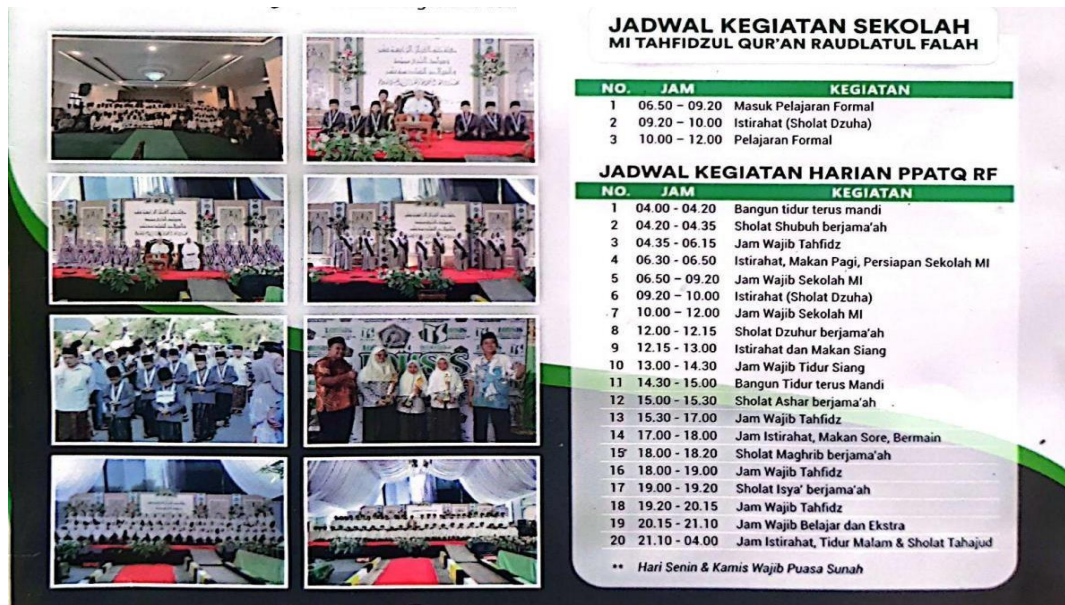 JADWAL KEGIATAN SEKOLAH
MI TAHFIDZUL QUR'AN RAUDLATUL FALAH
NO. JAM KEGIATAN
1 06.50 – 09.20 Masuk Pelajaran Formal
2 09.20 – 10.00 Istirahat (Sholat Dzuha)
3 10.00 – 12.00 Pelajaran Formal
JADWAL KEGIATAN HARIAN PPATQ RF
NO. JAM KEGIATAN
1 04.00 - 04.20 Bangun tidur terus mandi
2 04.20 - 04.35 Sholat Shubuh berjama'ah
3 04.35 - 06.15 Jam Wajib Tahfidz
4 06.30 - 06.50 Istirahat, Makan Pagi, Persiapan Sekolah MI
5 06.50 – 09.20 Jam Wajib Sekolah MI
6 09.20 – 10.00 Istirahat (Sholat Dzuha)
7 10.00 – 12.00 Jam Wajib Sekolah MI
8 12.00 - 12.15 Sholat Dzuhur berjama'ah
9 12.15 - 13.00 Istirahat dan Makan Siang
10 13.00 - 14.30 Jam Wajib Tidur Siang
11 14.30 - 15.00 Bangun Tidur terus Mandi
12 15.00 - 15.30 Sholat Ashar berjama'ah
13 15.30 - 17.00 Jam Wajib Tahfidz
14 17.00 - 18.00 Jam Istirahat, Makan Sore, Bermain
15 18.00 - 18.20 Sholat Maghrib berjama'ah
16 18.00 - 19.00 Jam Wajib Tahfidz
17 19.00 - 19.20 Sholat Isya' berjama'ah
18 19.20 - 20.15 Jam Wajib Tahfidz
19 20.15 - 21.10 Jam Wajib Belajar dan Ekstra
20 21.10 - 04.00 Jam Istirahat, Tidur Malam & Sholat Tahajud
** Hari Senin & Kamis Wajib Puasa Sunah